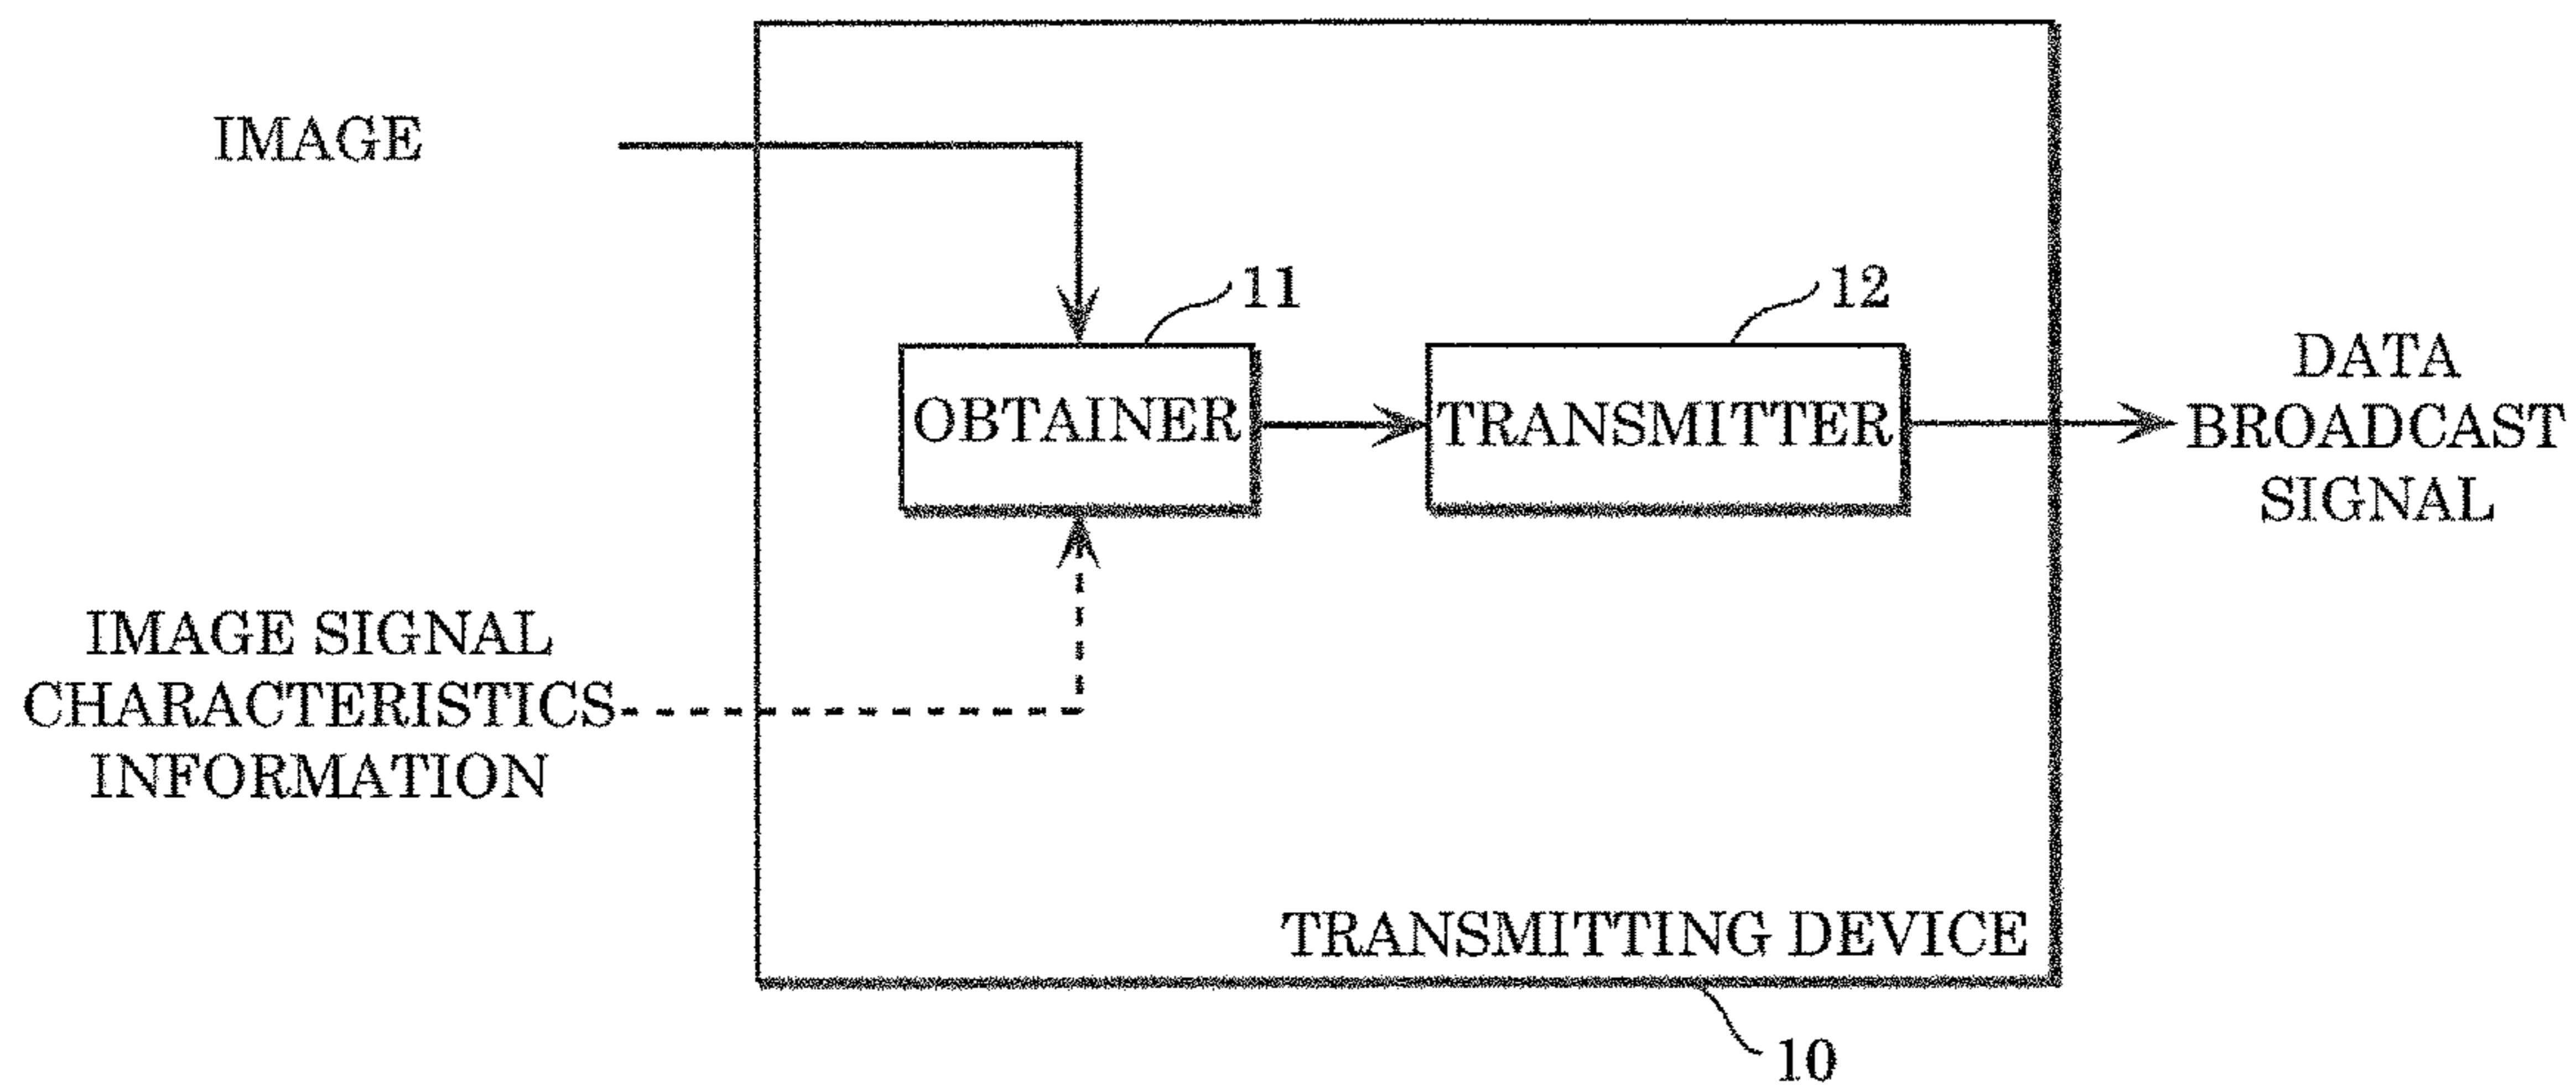 IMAGE
11
12
OBTAINER
TRANSMITTER
DATA
BROADCAST
SIGNAL
IMAGE SIGNAL
CHARACTERISTICS
INFORMATION
TRANSMITTING DEVICE
10